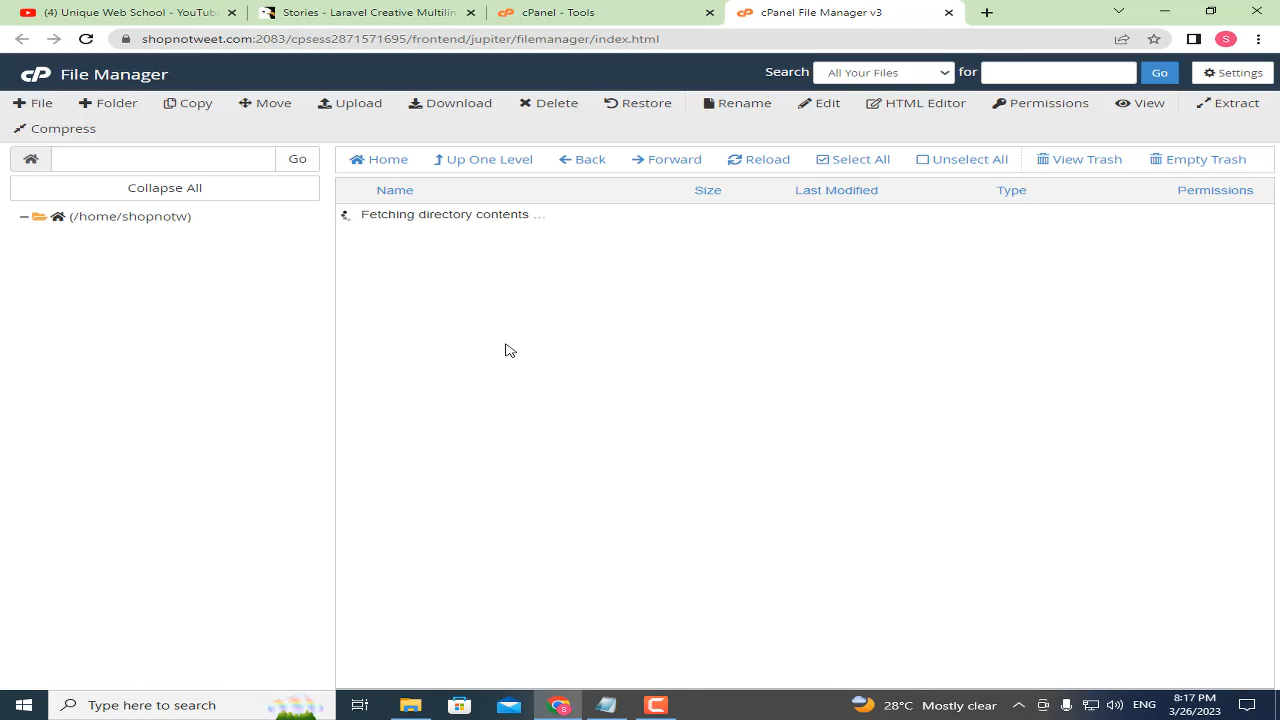 (4) Unique Web School - YouTube
Stories - Laravel Creative Multilin
cPanel - Tools
cPanel File Manager v3
shopnotweet.com:2083/cpsess2871571695/frontend/jupiter/filemanager/index.html
S
cP File Manager
Search All Your Files for Go Settings
File Folder Copy Move Upload Download Delete Restore Rename Edit HTML Editor Permissions View Extract
Compress
Go
Home Up One Level Back Forward Reload Select All Unselect All View Trash Empty Trash
Collapse All
Name Size Last Modified Type Permissions
(/home/shopnotw)
Fetching directory contents ...
Type here to search
28°C Mostly clear
ENG
8:17 PM
3/26/2023